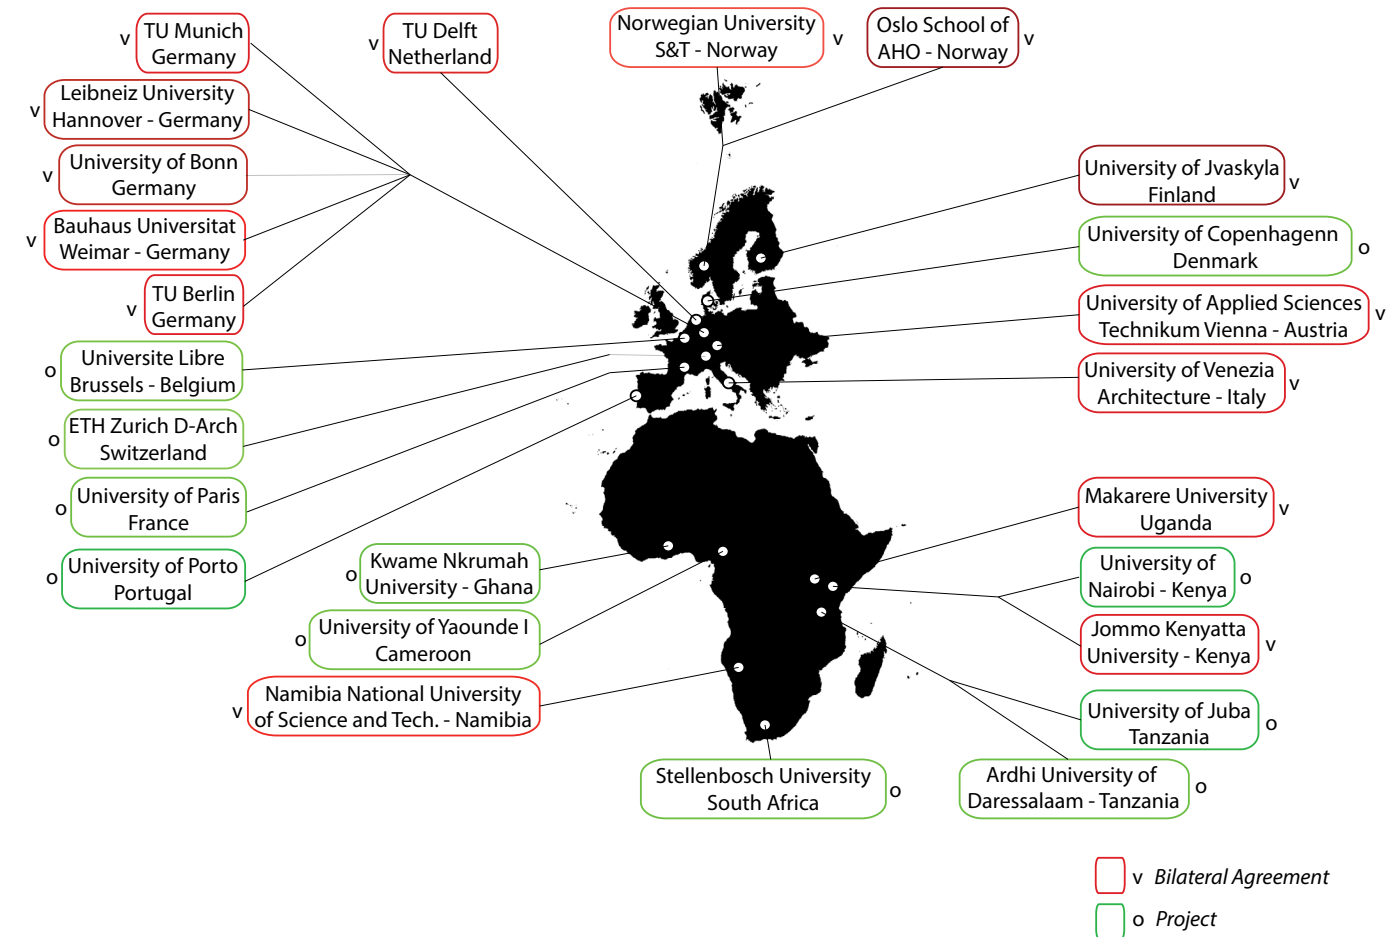 v
TU Munich
Germany
v
TU Delft
Netherland
Norwegian University
S&T - Norway
v
Oslo School of
AHO - Norway
v
v
Leibneiz University
Hannover - Germany
v
University of Bonn
Germany
v
Bauhaus Universitat
Weimar - Germany
v
TU Berlin
Germany
o
Universite Libre
Brussels - Belgium
o
ETH Zurich D-Arch
Switzerland
o
University of Paris
France
o
University of Porto
Portugal
University of Jvaskyla
Finland
v
University of Copenhagenn
Denmark
o
University of Applied Sciences
Technikum Vienna - Austria
v
University of Venezia
Architecture - Italy
v
o
Kwame Nkrumah
University - Ghana
o
University of Yaounde I
Cameroon
v
Namibia National University
of Science and Tech. - Namibia
Makarere University
Uganda
v
University of
Nairobi - Kenya
o
Jommo Kenyatta
University - Kenya
v
University of Juba
Tanzania
o
Stellenbosch University
South Africa
o
Ardhi University of
Daressalaam - Tanzania
o
v Bilateral Agreement
o Project